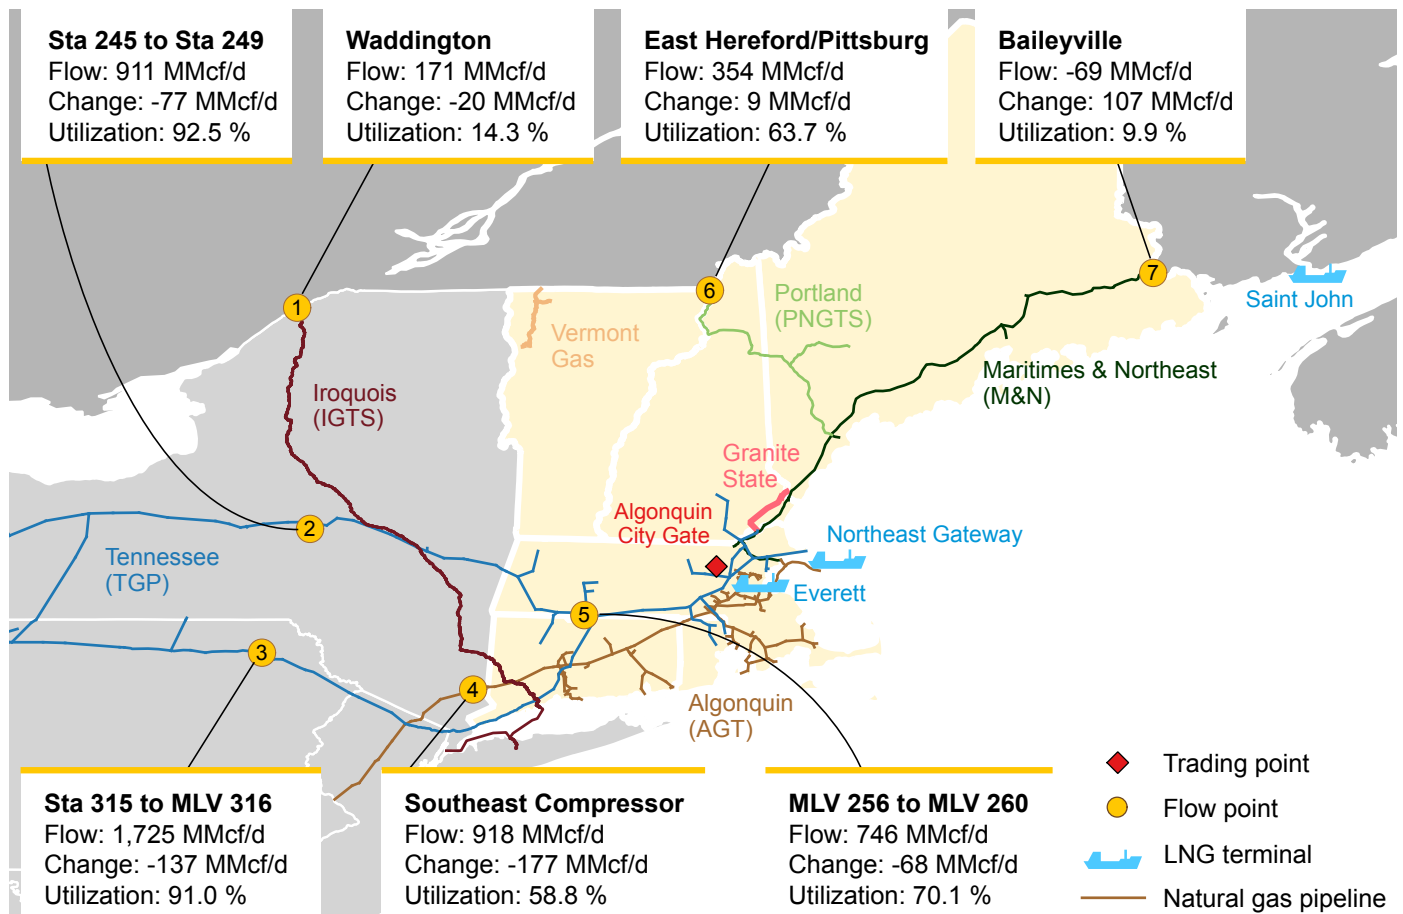 Sta 245 to Sta 249
Flow: 911 MMcf/d
Change: -77 MMcf/d
Utilization: 92.5 %
Waddington
Flow: 171 MMcf/d
Change: -20 MMcf/d
Utilization: 14.3 %
East Hereford/Pittsburg
Flow: 354 MMcf/d
Change: 9 MMcf/d
Utilization: 63.7 %
Baileyville
Flow: -69 MMcf/d
Change: 107 MMcf/d
Utilization: 9.9 %
1
6
7
Portland
(PNGTS)
Saint John
Vermont
Gas
Iroquois
(IGTS)
Maritimes & Northeast
(M&N)
Granite
State
Algonquin
City Gate
2
Northeast Gateway
Tennessee
(TGP)
Everett
5
3
4
Algonquin
(AGT)
Sta 315 to MLV 316
Flow: 1,725 MMcf/d
Change: -137 MMcf/d
Utilization: 91.0 %
Southeast Compressor
Flow: 918 MMcf/d
Change: -177 MMcf/d
Utilization: 58.8 %
MLV 256 to MLV 260
Flow: 746 MMcf/d
Change: -68 MMcf/d
Utilization: 70.1 %
Trading point
Flow point
LNG terminal
Natural gas pipeline